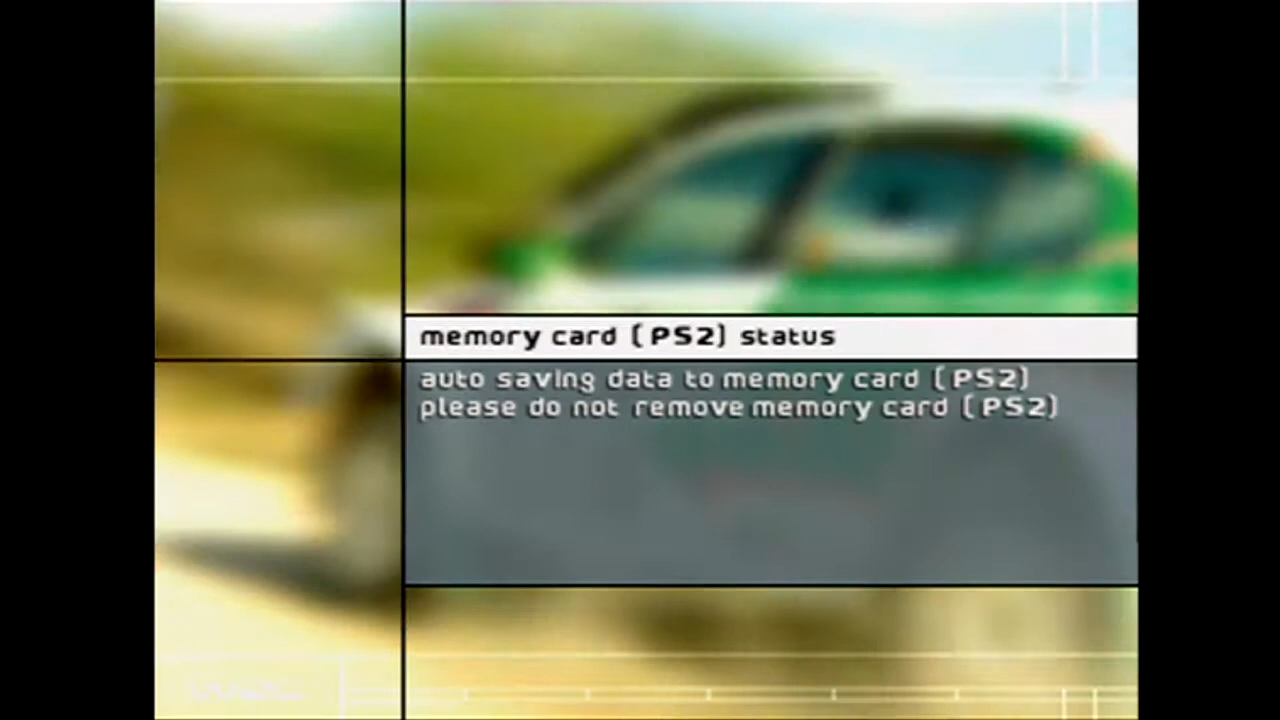 memory card (PS2) status
auto saving data to memory card (PS2)
please do not remove memory card (PS2)